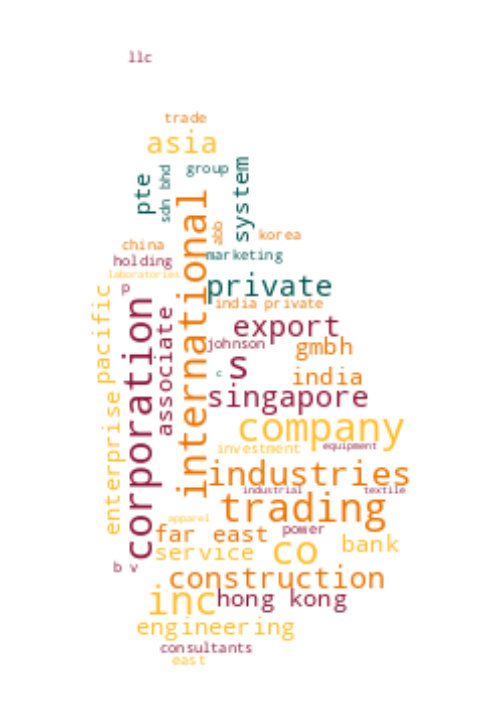 llc
trade
asia
group
system
pte
sdn bhd
international
abb
korea
china
marketing
holding
laboratories
p
private
pacific
corporation
india private
associate
export
johnson
gmbh
s
c
india
singapore
enterprise
company
investment
equipment
industries
industrial
textile
trading
apparel
far east
power
co
bank
service
b v
construction
inc
hong kong
engineering
consultants
east